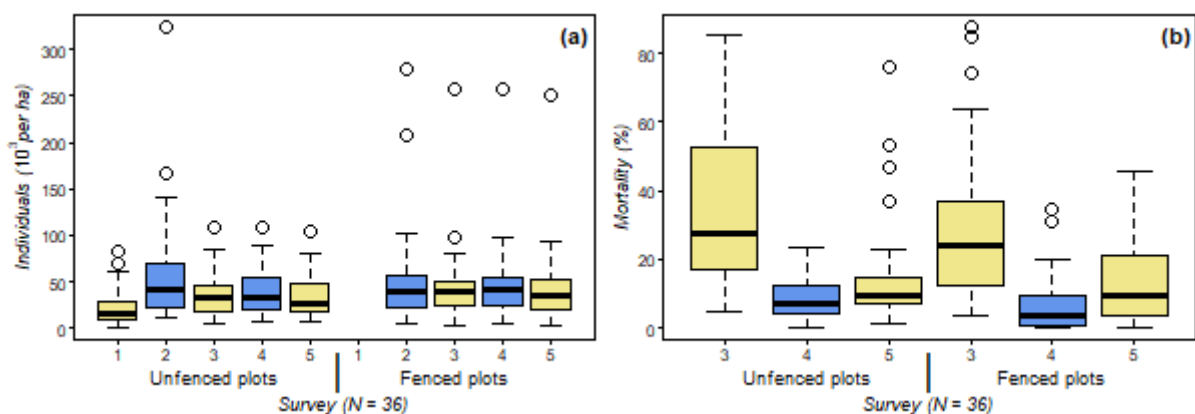 (a)
Individuals (10³ per ha)
300
250
200
150
100
50
0
1 2 3 4 5 1 2 3 4 5
Unfenced plots Fenced plots
Survey (N = 36)
(b)
Mortality (%)
80
60
40
20
0
3 4 5 3 4 5
Unfenced plots Fenced plots
Survey (N = 36)